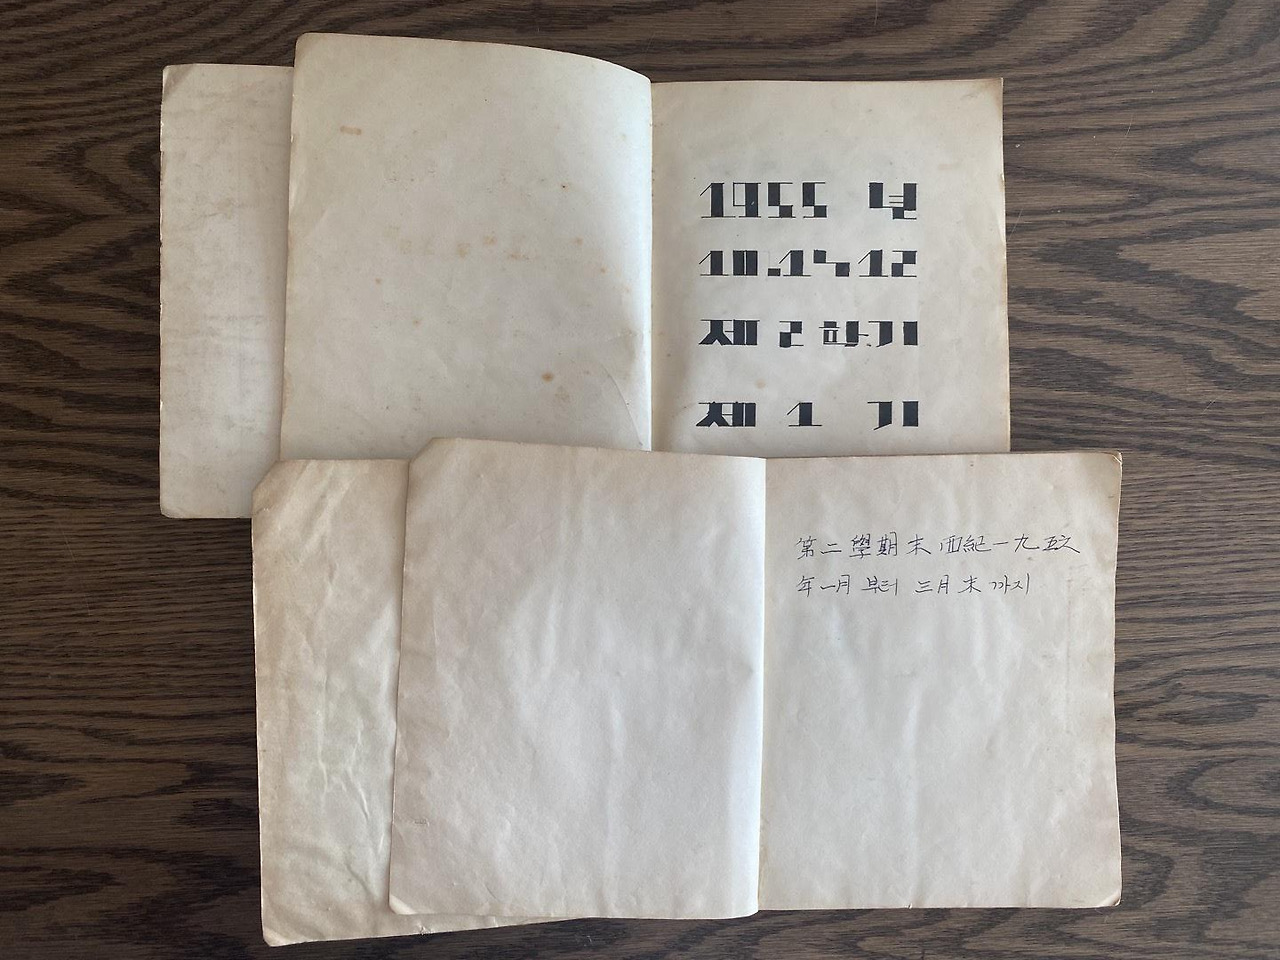 1955 년
10.1~12
제 2 학기
제 1 기
第二學期末 西紀一九五六
年一月 부터 三月末 까지